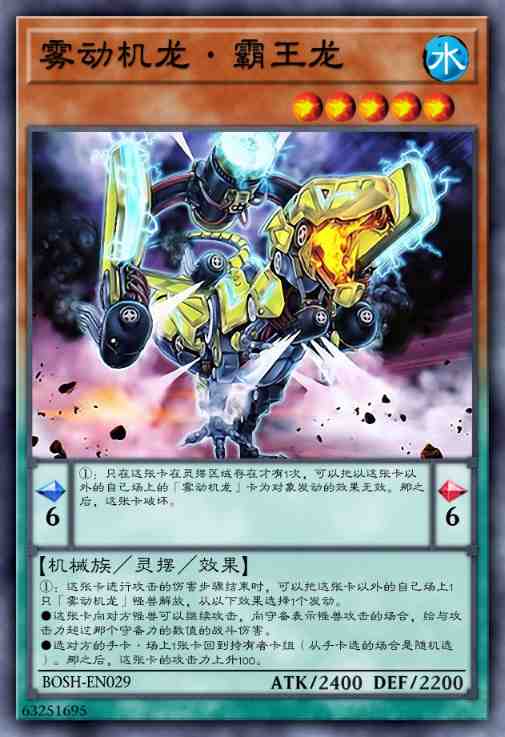 雾动机龙・霸王龙
水
①：只在这张卡在灵摆区域存在才有1次，可以把以这张卡以
外的自己场上的「雾动机龙」卡为对象发动的效果无效。那之
后，这张卡破坏。
6
6
【机械族／灵摆／效果】
①：这张卡进行攻击的伤害步骤结束时，可以把这张卡以外的自己场上1
只「雾动机龙」怪兽解放，从以下效果选择1个发动。
●这张卡向对方怪兽可以继续攻击，向守备表示怪兽攻击的场合，给与攻
击力超过那个守备力的数值的战斗伤害。
●选对方的手卡・场上1张卡回到持有者卡组（从手卡选的场合是随机选
）。那之后，这张卡的攻击力上升100。
BOSH-EN029
ATK/2400 DEF/2200
63251695